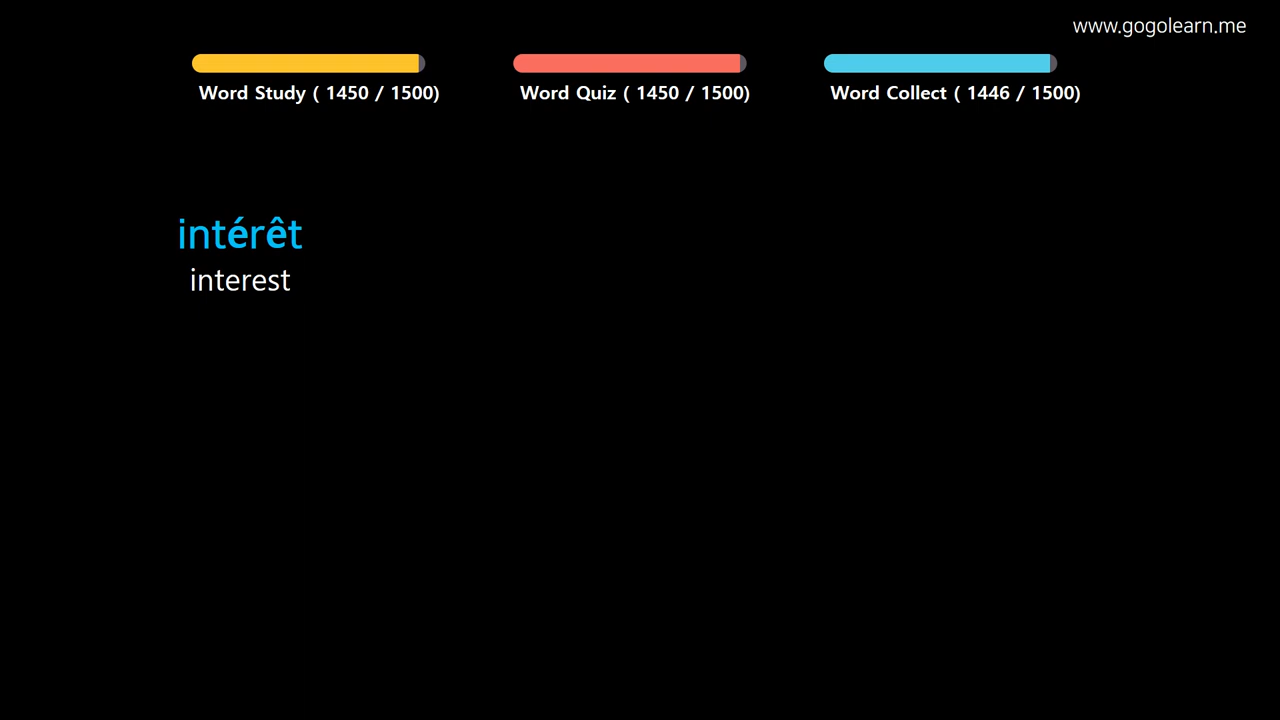 www.gogolearn.me
Word Study ( 1450 / 1500)
Word Quiz ( 1450 / 1500)
Word Collect ( 1446 / 1500)
intérêt
interest